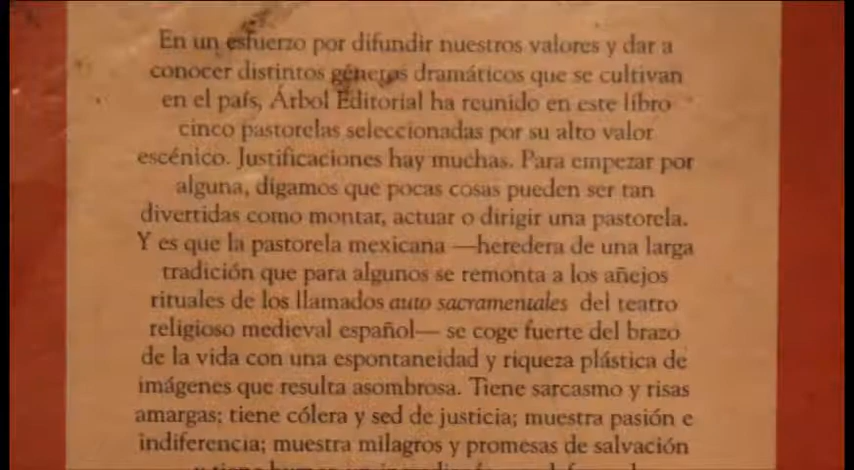 En un esfuerzo por difundir nuestros valores y dar a
conocer distintos géneros dramáticos que se cultivan
en el país, Árbol Editorial ha reunido en este libro
cinco pastorelas seleccionadas por su alto valor
escénico. Justificaciones hay muchas. Para empezar por
alguna, digamos que pocas cosas pueden ser tan
divertidas como montar, actuar o dirigir una pastorela.
Y es que la pastorela mexicana —heredera de una larga
tradición que para algunos se remonta a los añejos
rituales de los llamados auto sacramentales del teatro
religioso medieval español— se coge fuerte del brazo
de la vida con una espontaneidad y riqueza plástica de
imágenes que resulta asombrosa. Tiene sarcasmo y risas
amargas; tiene cólera y sed de justicia; muestra pasión e
indiferencia; muestra milagros y promesas de salvación